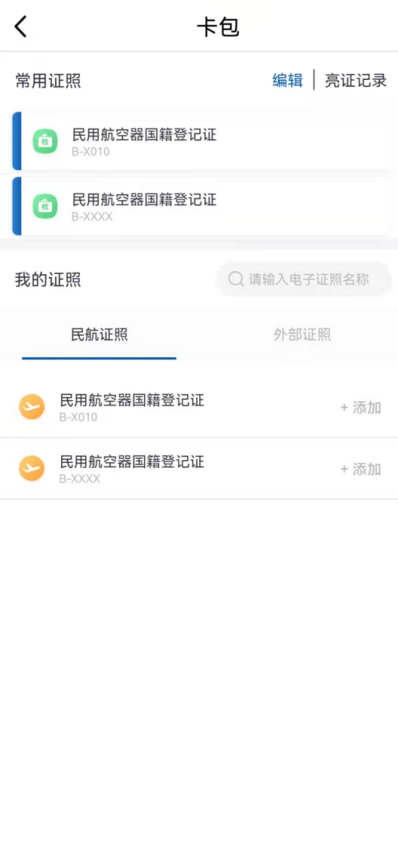 卡包
常用证照 编辑 | 亮证记录
民用航空器国籍登记证
B-X010
民用航空器国籍登记证
B-XXXX
我的证照 请输入电子证照名称
民航证照 外部证照
民用航空器国籍登记证
B-X010
+ 添加
民用航空器国籍登记证
B-XXXX
+ 添加